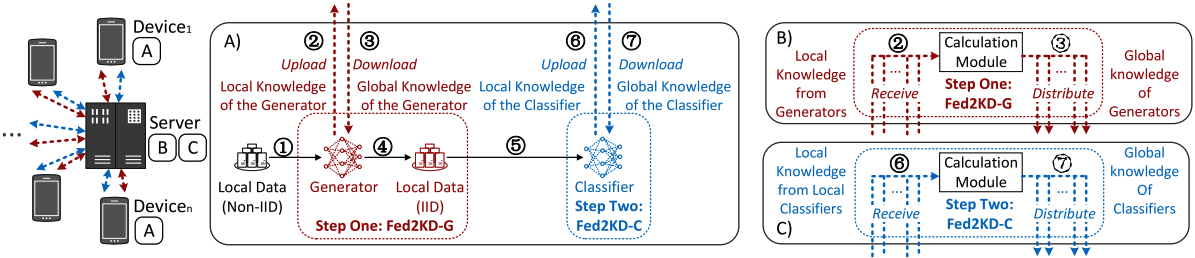 Device1
A
Server
B C
...
Devicen
A
A)
②
③
Upload
Download
Local Knowledge
of the Generator
Global Knowledge
of the Generator
⑥
⑦
Upload
Download
Local Knowledge
of the Classifier
Global Knowledge
of the Classifier
①
④
⑤
Local Data
(Non-IID)
Generator
Local Data
(IID)
Step One: Fed2KD-G
Classifier
Step Two:
Fed2KD-C
B)
Local
Knowledge
from
Generators
②
...
Receive
Calculation
Module
Step One:
Fed2KD-G
③
...
Distribute
Global
knowledge
of
Generators
Local
Knowledge
from Local
Classifiers
C)
⑥
...
Receive
Calculation
Module
Step Two:
Fed2KD-C
⑦
...
Distribute
Global
knowledge
Of
Classifiers